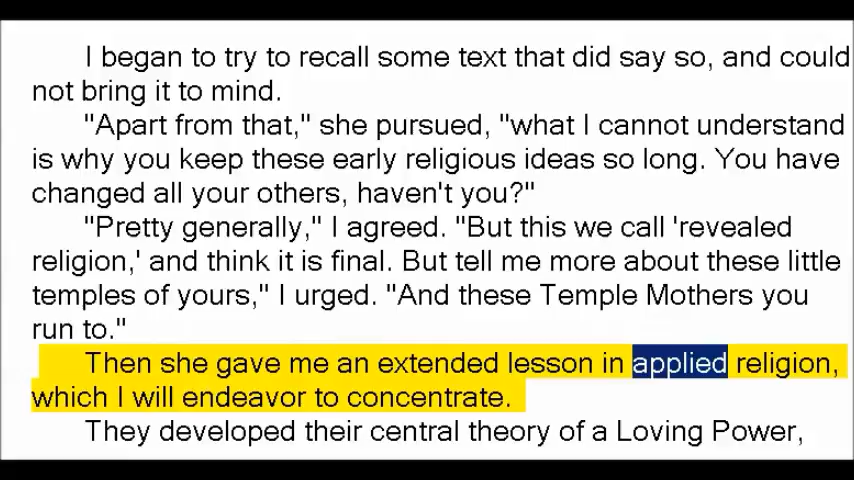 I began to try to recall some text that did say so, and could
not bring it to mind.
"Apart from that," she pursued, "what I cannot understand
is why you keep these early religious ideas so long. You have
changed all your others, haven't you?"
"Pretty generally," I agreed. "But this we call 'revealed
religion,' and think it is final. But tell me more about these little
temples of yours," I urged. "And these Temple Mothers you
run to."
Then she gave me an extended lesson in applied religion,
which I will endeavor to concentrate.
They developed their central theory of a Loving Power,